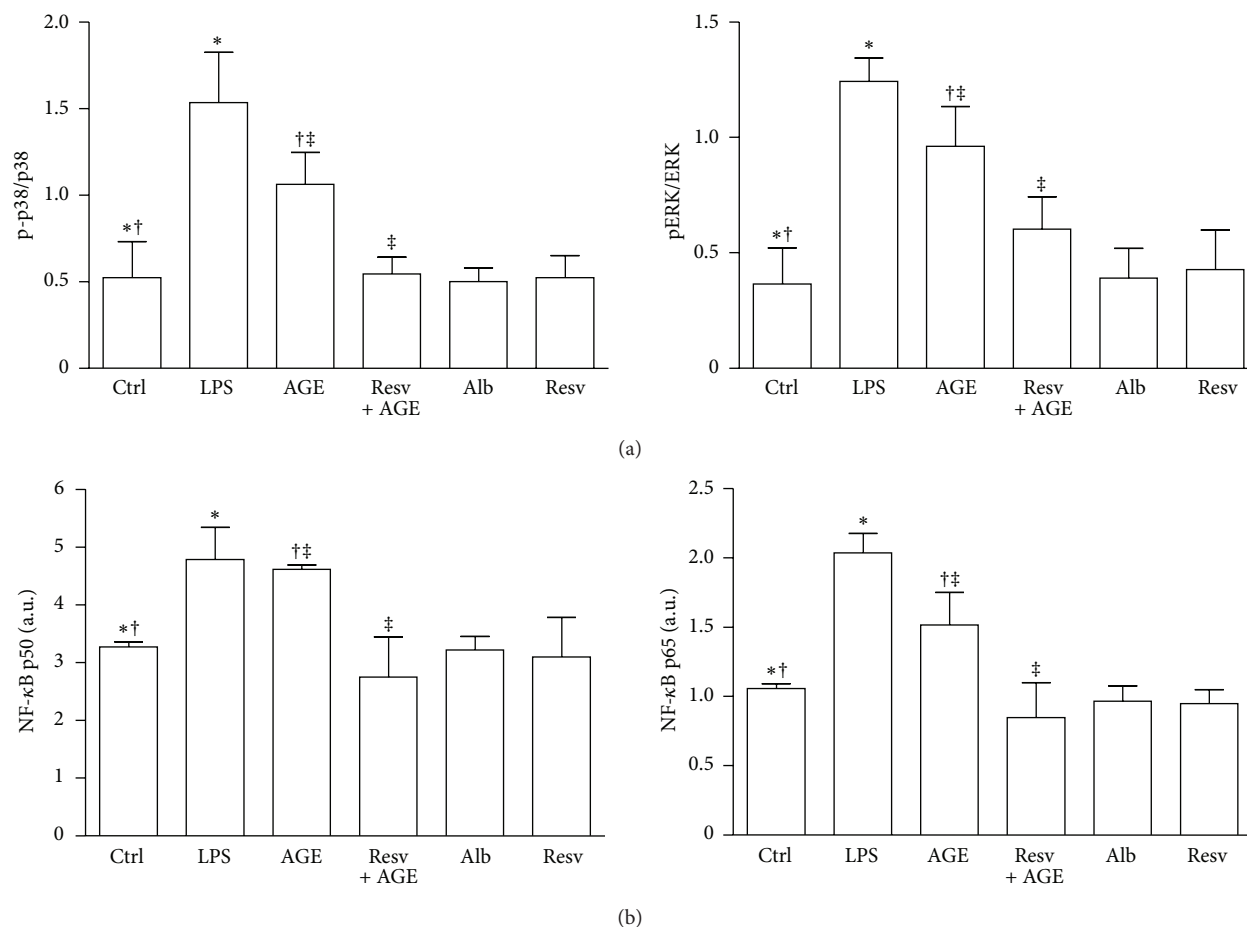 2.0
1.5
1.0
0.5
0
p-p38/p38
*†
*
†‡
‡
Ctrl
LPS
AGE
Resv
+ AGE
Alb
Resv
1.5
1.0
0.5
0
pERK/ERK
*†
*
†‡
‡
Ctrl
LPS
AGE
Resv
+ AGE
Alb
Resv
(a)
6
5
4
3
2
1
0
NF-κB p50 (a.u.)
*†
*
†‡
‡
Ctrl
LPS
AGE
Resv
+ AGE
Alb
Resv
2.5
2.0
1.5
1.0
0.5
0
NF-κB p65 (a.u.)
*†
*
†‡
‡
Ctrl
LPS
AGE
Resv
+ AGE
Alb
Resv
(b)